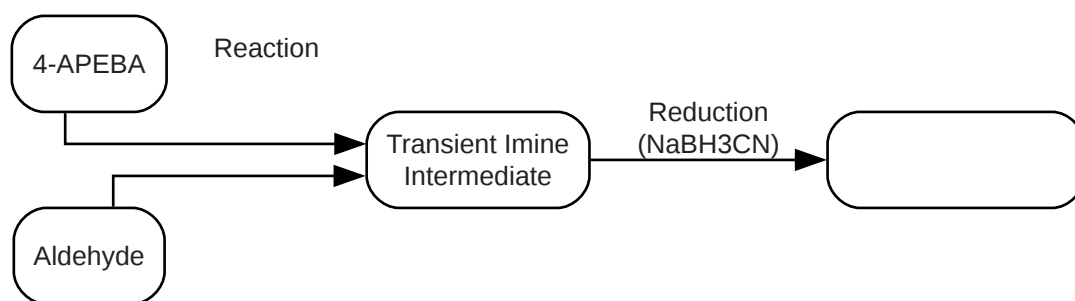 4-APEBA
Reaction
Reduction
(NaBH3CN)
Transient Imine
Intermediate
Aldehyde